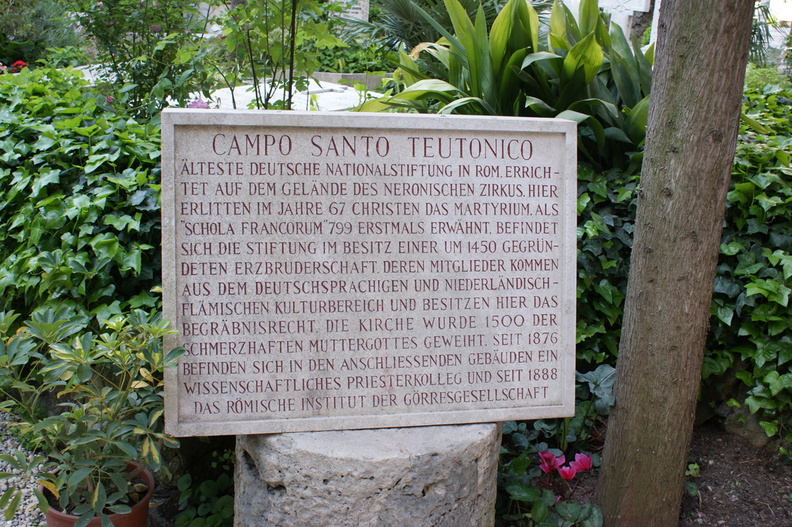 CAMPO SANTO TEUTONICO
ÄLTESTE DEUTSCHE NATIONALSTIFTUNG IN ROM. ERRICH-
TET AUF DEM GELÄNDE DES NERONISCHEN ZIRKUS. HIER
ERLITTEN IM JAHRE 67 CHRISTEN DAS MARTYRIUM. ALS
"SCHOLA FRANCORUM" 799 ERSTMALS ERWÄHNT, BEFINDET
SICH DIE STIFTUNG IM BESITZ EINER UM 1450 GEGRÜN-
DETEN ERZBRUDERSCHAFT. DEREN MITGLIEDER KOMMEN
AUS DEM DEUTSCHSPRACHIGEN UND NIEDERLÄNDISCH-
FLÄMISCHEN KULTURBEREICH UND BESITZEN HIER DAS
BEGRÄBNISRECHT. DIE KIRCHE WURDE 1500 DER
SCHMERZHAFTEN MUTTERGOTTES GEWEIHT. SEIT 1876
BEFINDEN SICH IN DEN ANSCHLIESSENDEN GEBÄUDEN EIN
WISSENSCHAFTLICHES PRIESTERKOLLEG UND SEIT 1888
DAS RÖMISCHE INSTITUT DER GÖRRESGESELLSCHAFT